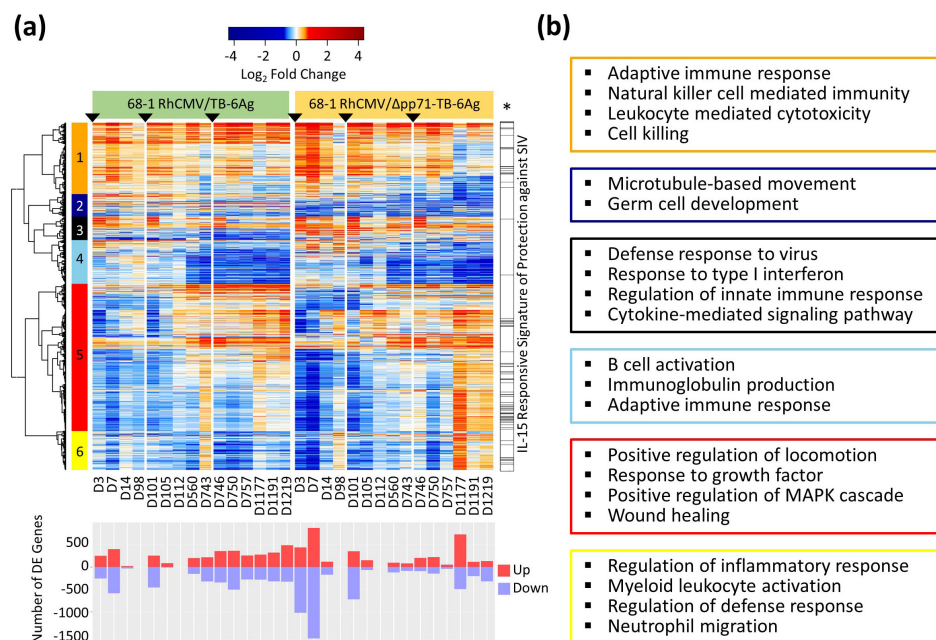 (a)
-4 -2 0 2 4
Log2 Fold Change
68-1 RhCMV/TB-6Ag
68-1 RhCMV/Δpp71-TB-6Ag
*
1
2
3
4
5
6
IL-15 Responsive Signature of Protection against SIV
D3 D7 D14 D98 D101 D105 D112 D560 D743 D746 D750 D757 D1177 D1191 D1219
D3 D7 D14 D98 D101 D105 D112 D560 D743 D746 D750 D757 D1177 D1191 D1219
Number of DE Genes
500
0
-500
-1000
-1500
Up
Down
(b)
▪ Adaptive immune response
▪ Natural killer cell mediated immunity
▪ Leukocyte mediated cytotoxicity
▪ Cell killing
▪ Microtubule-based movement
▪ Germ cell development
▪ Defense response to virus
▪ Response to type I interferon
▪ Regulation of innate immune response
▪ Cytokine-mediated signaling pathway
▪ B cell activation
▪ Immunoglobulin production
▪ Adaptive immune response
▪ Positive regulation of locomotion
▪ Response to growth factor
▪ Positive regulation of MAPK cascade
▪ Wound healing
▪ Regulation of inflammatory response
▪ Myeloid leukocyte activation
▪ Regulation of defense response
▪ Neutrophil migration